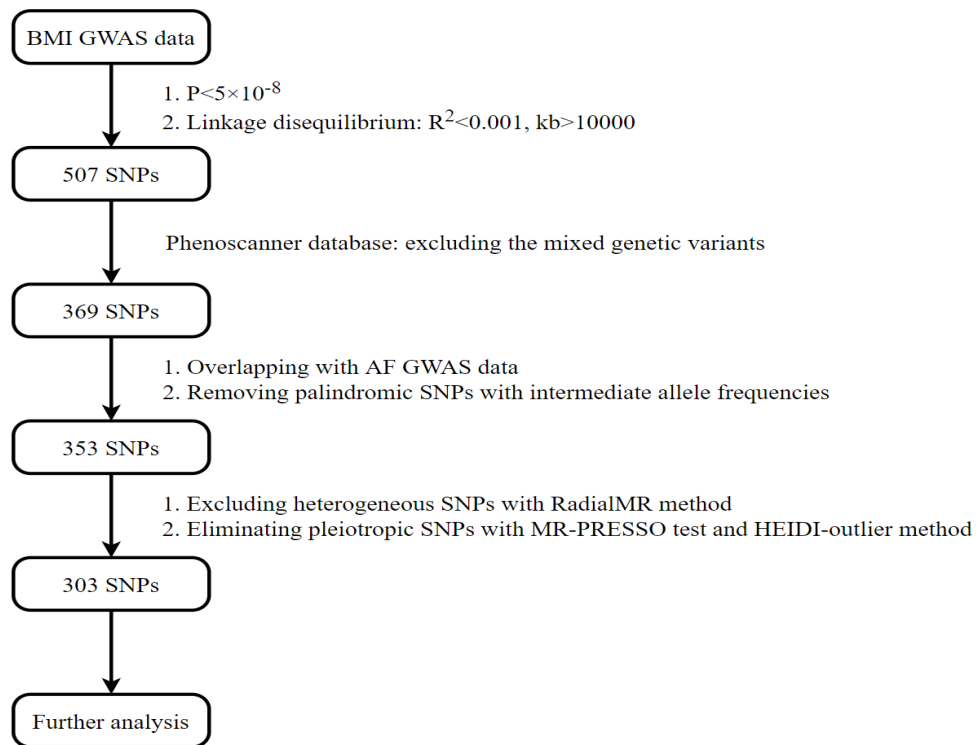 BMI GWAS data
1. P<5×10⁻⁸
2. Linkage disequilibrium: R²<0.001, kb>10000
507 SNPs
Phenoscanner database: excluding the mixed genetic variants
369 SNPs
1. Overlapping with AF GWAS data
2. Removing palindromic SNPs with intermediate allele frequencies
353 SNPs
1. Excluding heterogeneous SNPs with RadialMR method
2. Eliminating pleiotropic SNPs with MR-PRESSO test and HEIDI-outlier method
303 SNPs
Further analysis